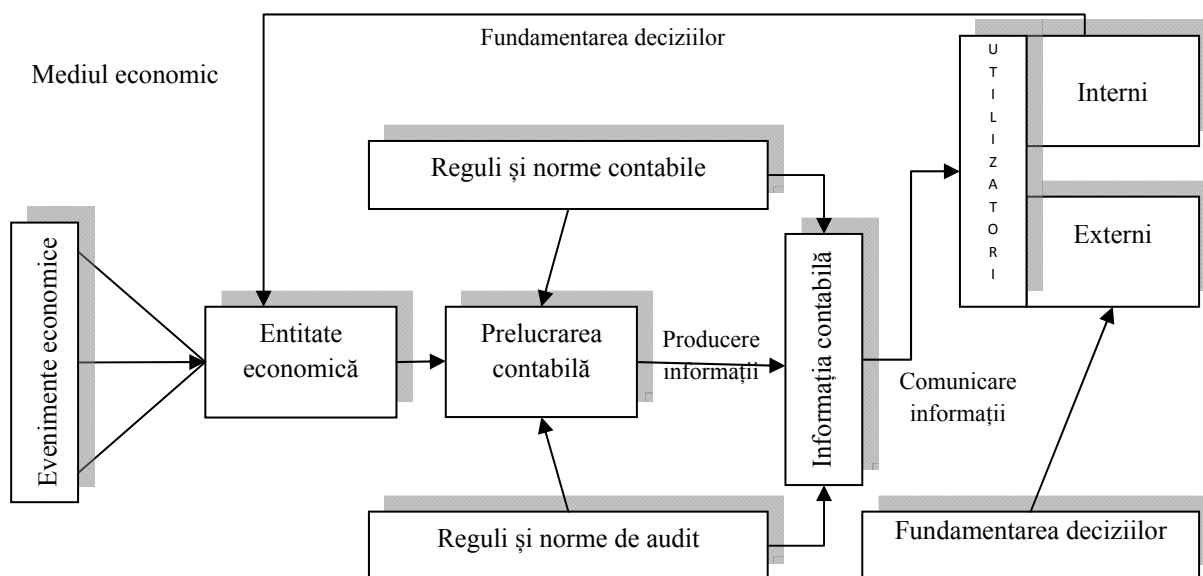 Fundamentarea deciziilor
Mediul economic
UTILIZATORI
Interni
Externi
Reguli și norme contabile
Evenimente economice
Entitate
economică
Prelucrarea
contabilă
Producere
informații
Informația contabilă
Comunicare
informații
Reguli și norme de audit
Fundamentarea deciziilor